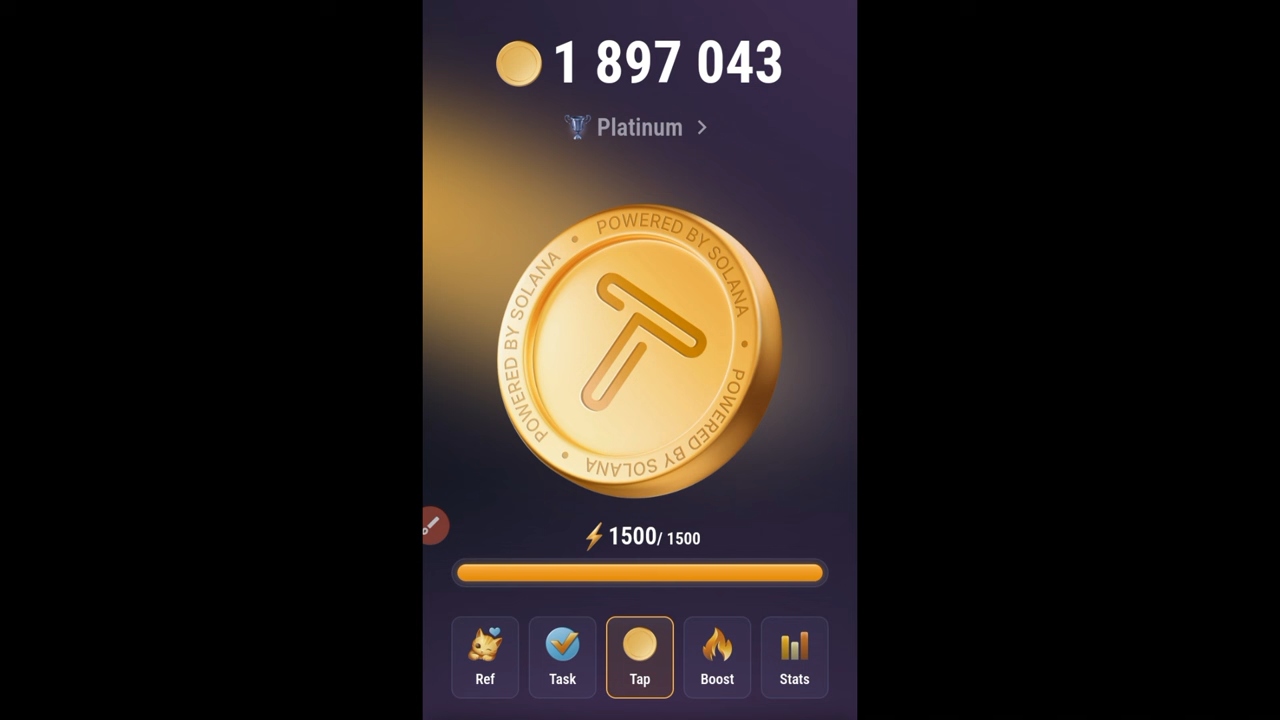 1 897 043
Platinum
POWERED BY SOLANA • POWERED BY SOLANA • POWERED BY SOLANA •
T
1500/ 1500
Ref Task Tap Boost Stats